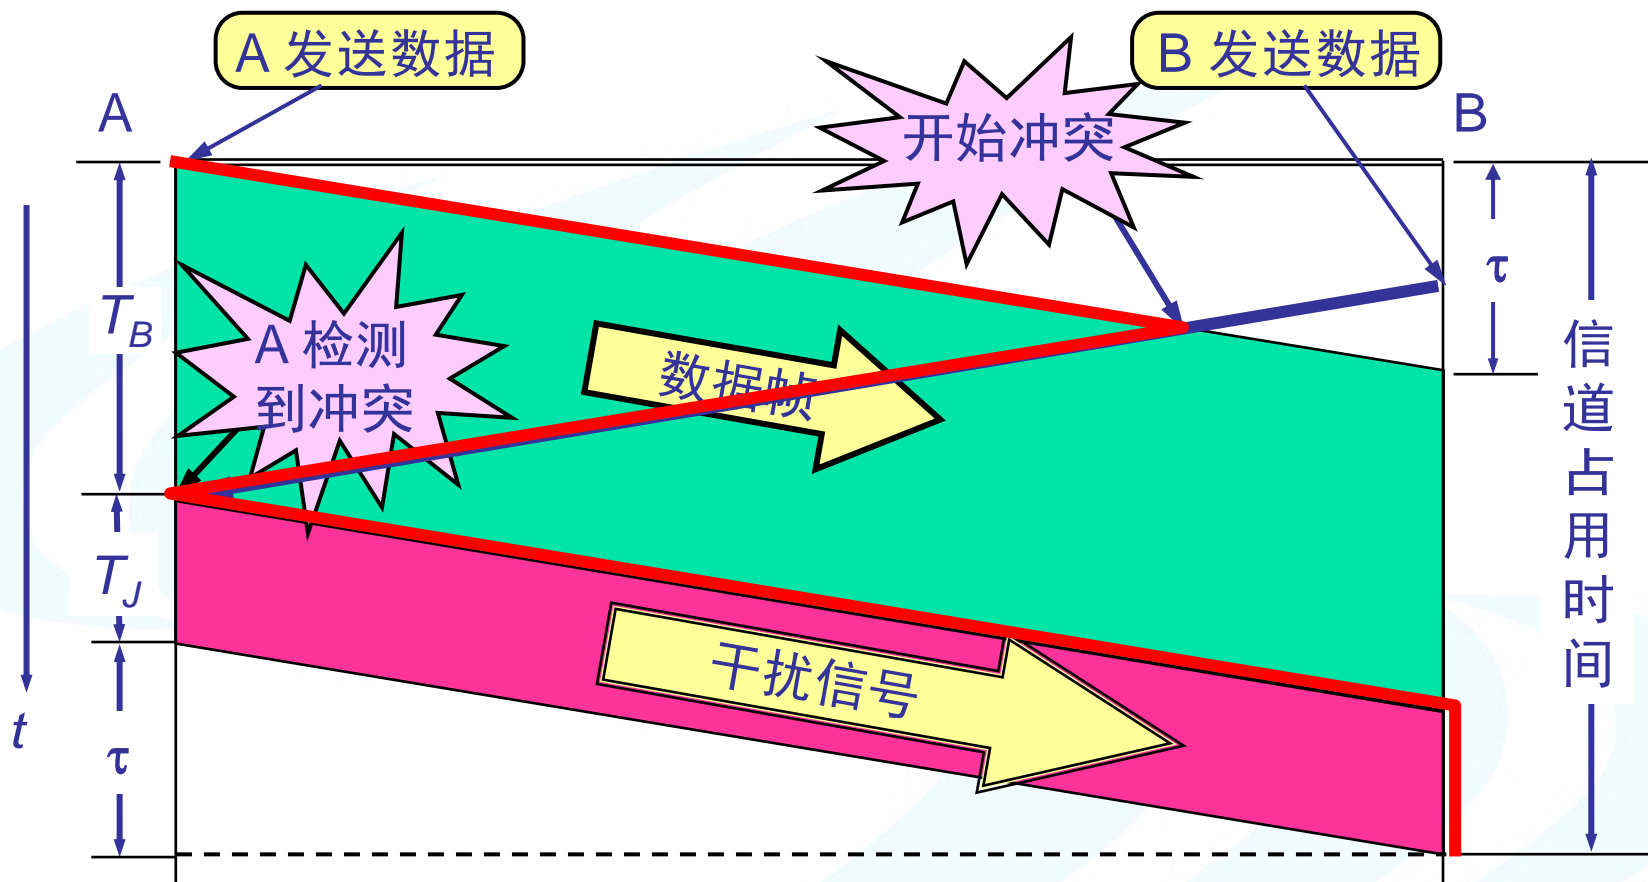 A 发送数据
B 发送数据
A
B
开始冲突
τ
T_B
A 检测
到冲突
数据帧
信道占用时间
T_J
干扰信号
t
τ